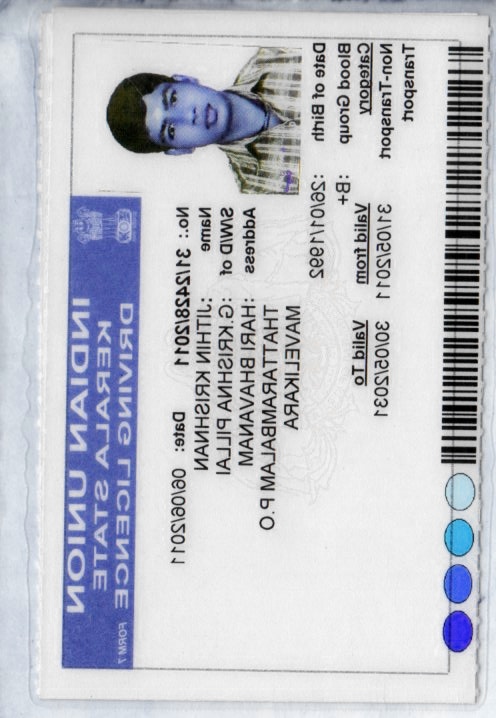 INDIAN UNION
KERALA STATE
DRIVING LICENCE
FORM 7
No.: 31/2428/2011 Date: 06/06/2011
Name :JITHIN KRISHNAN
S/W/D of :G.KRISHNA PILLAI
Address :HARI BHAVANAM
THATTARAMBALAM P.O
MAVELIKARA
Date of Birth :26/01/1992
Blood Group :B+
Category Valid from Valid To
Non-Transport 31/05/2011 30/05/2031
Transport